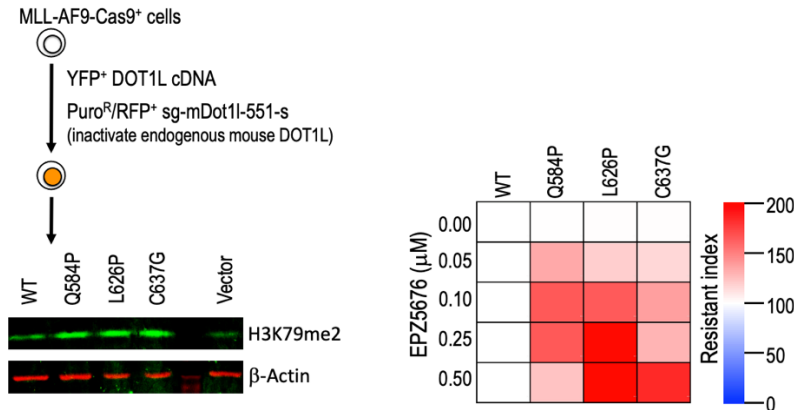 MLL-AF9-Cas9⁺ cells
YFP⁺ DOT1L cDNA
Puroᴿ/RFP⁺ sg-mDot1l-551-s
(inactivate endogenous mouse DOT1L)
WT
Q584P
L626P
C637G
Vector
H3K79me2
β-Actin
WT
Q584P
L626P
C637G
EPZ5676 (μM)
0.00
0.05
0.10
0.25
0.50
Resistant index
200
150
100
50
0